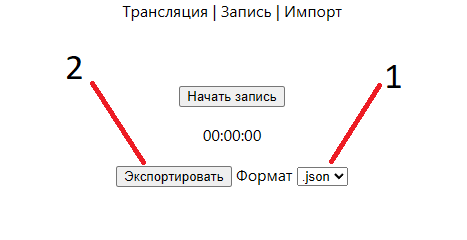 Трансляция | Запись | Импорт
2
1
Начать запись
00:00:00
Экспортировать Формат .json